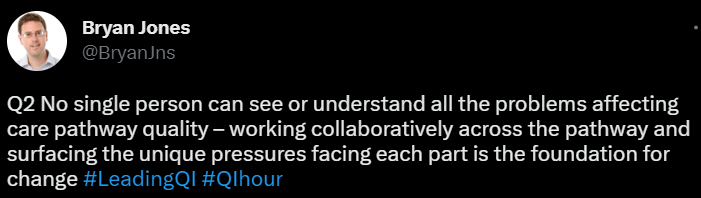 Bryan Jones
@BryanJns
Q2 No single person can see or understand all the problems affecting
care pathway quality – working collaboratively across the pathway and
surfacing the unique pressures facing each part is the foundation for
change #LeadingQI #QIhour